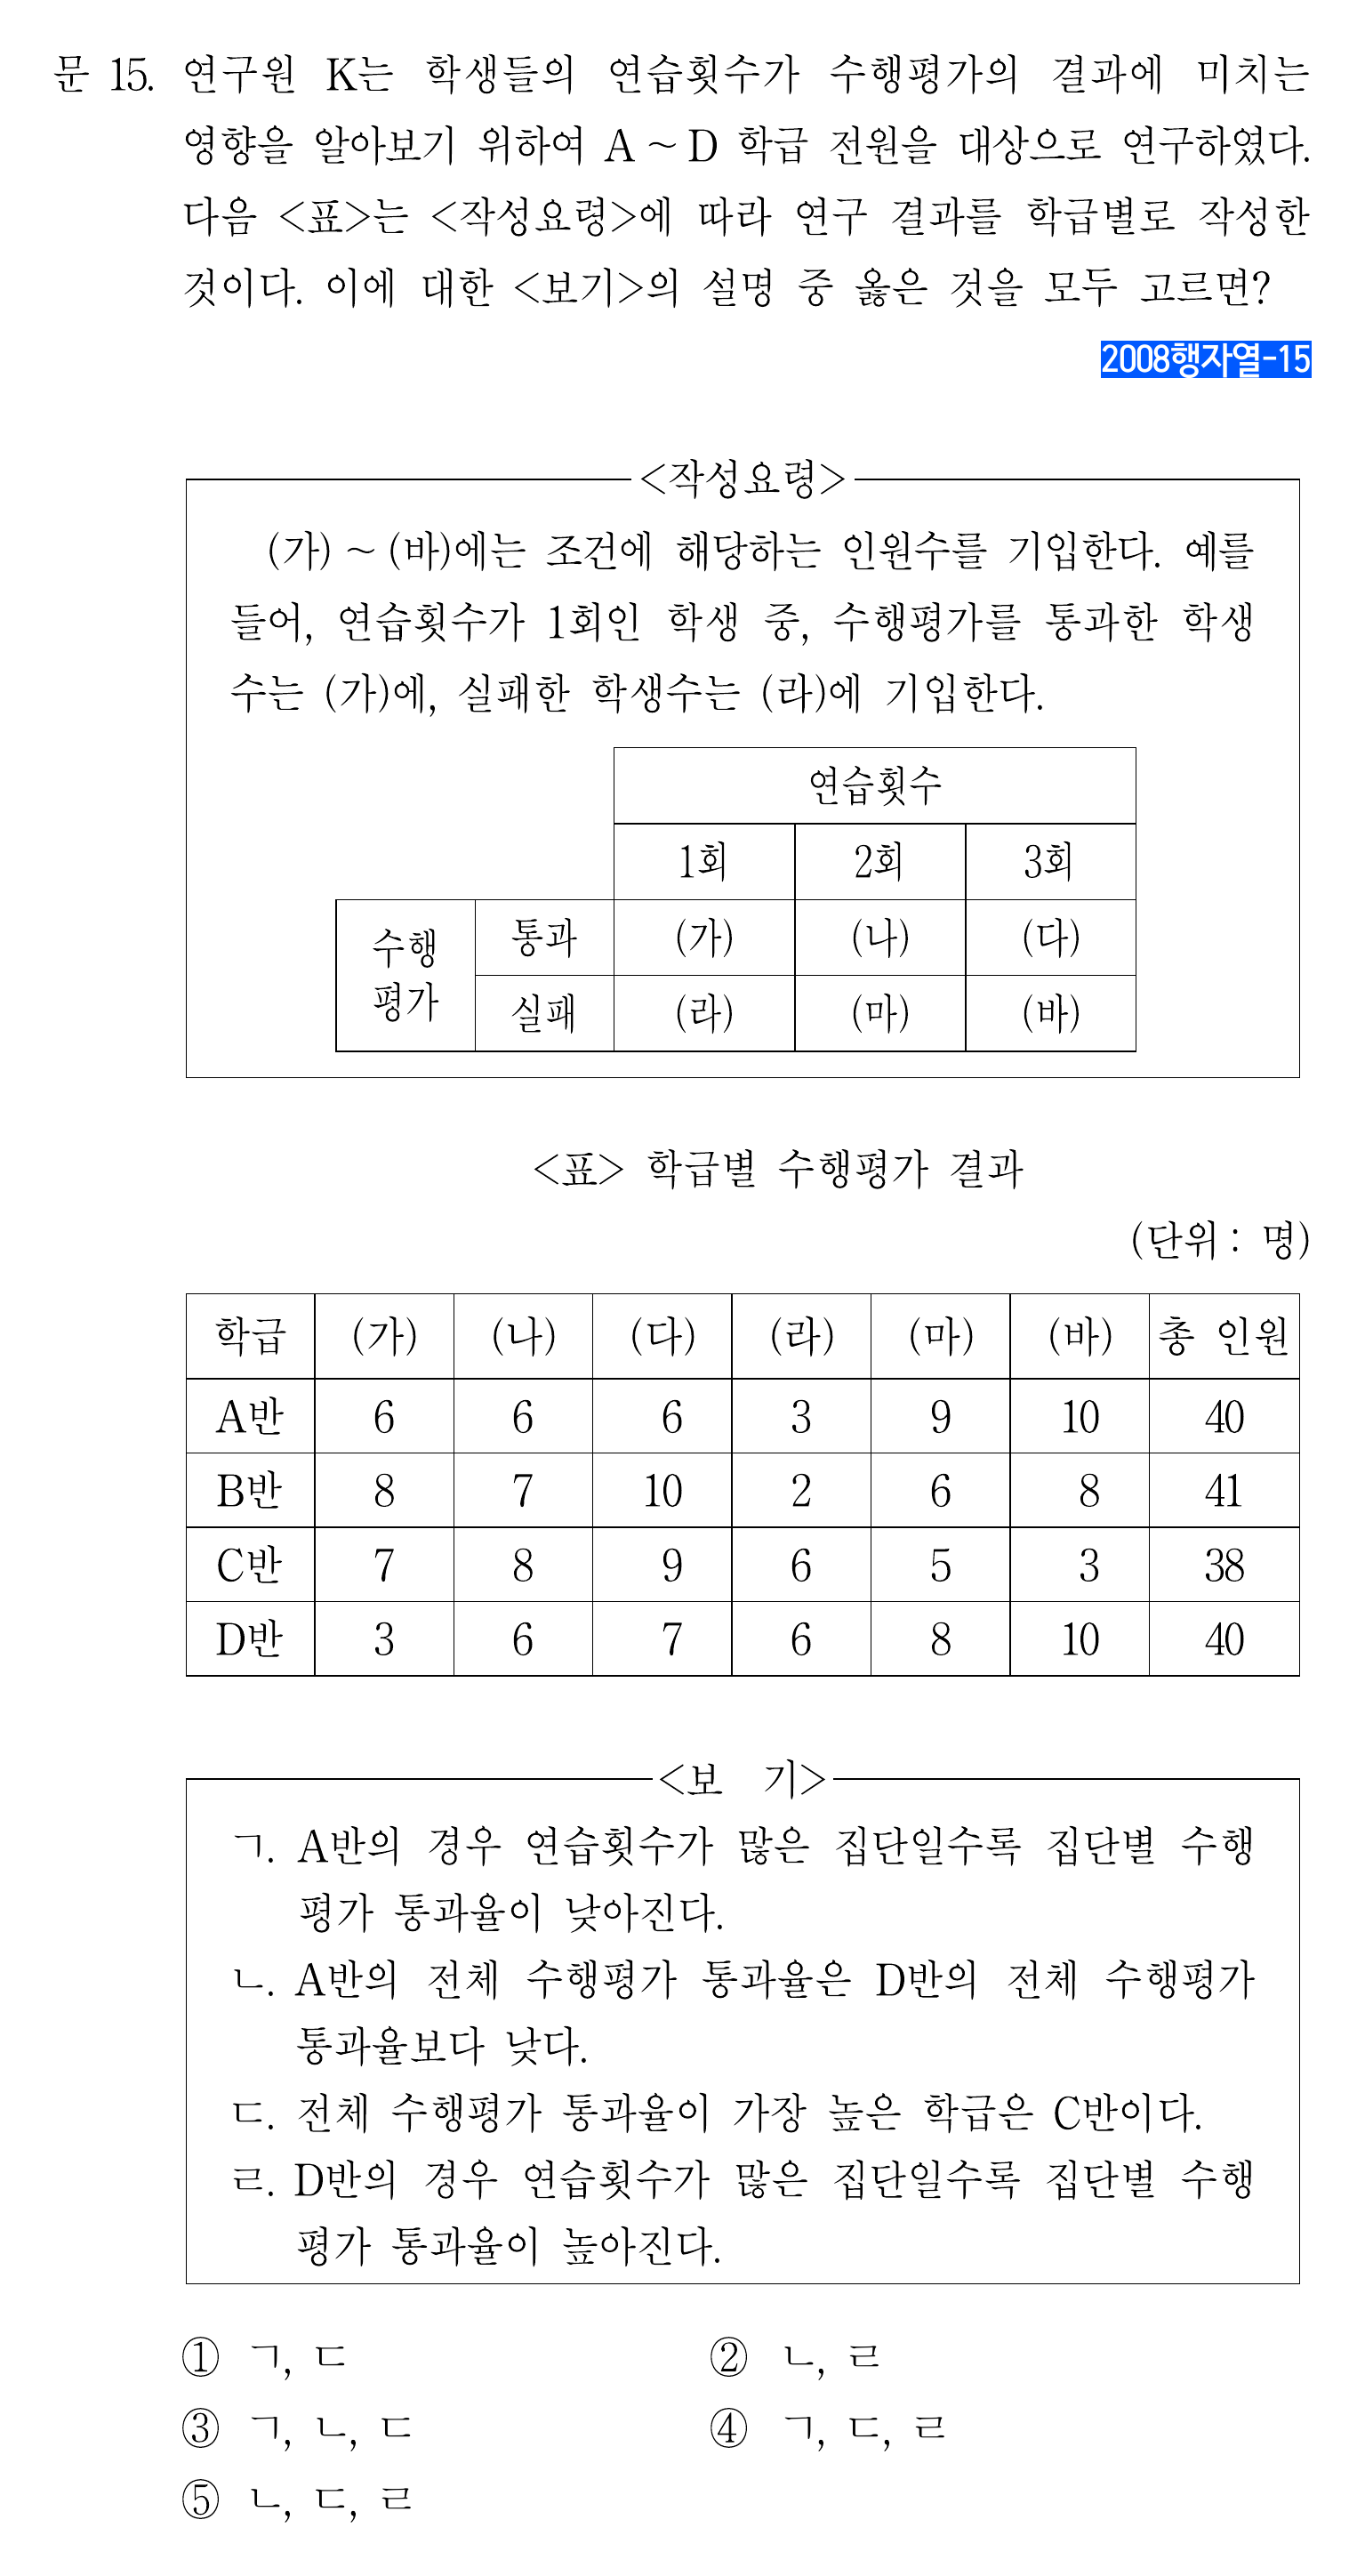 문 15. 연구원 K는 학생들의 연습횟수가 수행평가의 결과에 미치는
영향을 알아보기 위하여 A ~ D 학급 전원을 대상으로 연구하였다.
다음 <표>는 <작성요령>에 따라 연구 결과를 학급별로 작성한
것이다. 이에 대한 <보기>의 설명 중 옳은 것을 모두 고르면?
2008행자열-15
<작성요령>
(가) ~ (바)에는 조건에 해당하는 인원수를 기입한다. 예를
들어, 연습횟수가 1회인 학생 중, 수행평가를 통과한 학생
수는 (가)에, 실패한 학생수는 (라)에 기입한다.
연습횟수
1회 2회 3회
수행
평가
통과 (가) (나) (다)
실패 (라) (마) (바)
<표> 학급별 수행평가 결과
(단위 : 명)
학급 (가) (나) (다) (라) (마) (바) 총 인원
A반 6 6 6 3 9 10 40
B반 8 7 10 2 6 8 41
C반 7 8 9 6 5 3 38
D반 3 6 7 6 8 10 40
<보 기>
ㄱ. A반의 경우 연습횟수가 많은 집단일수록 집단별 수행
평가 통과율이 낮아진다.
ㄴ. A반의 전체 수행평가 통과율은 D반의 전체 수행평가
통과율보다 낮다.
ㄷ. 전체 수행평가 통과율이 가장 높은 학급은 C반이다.
ㄹ. D반의 경우 연습횟수가 많은 집단일수록 집단별 수행
평가 통과율이 높아진다.
① ㄱ, ㄷ ② ㄴ, ㄹ
③ ㄱ, ㄴ, ㄷ ④ ㄱ, ㄷ, ㄹ
⑤ ㄴ, ㄷ, ㄹ